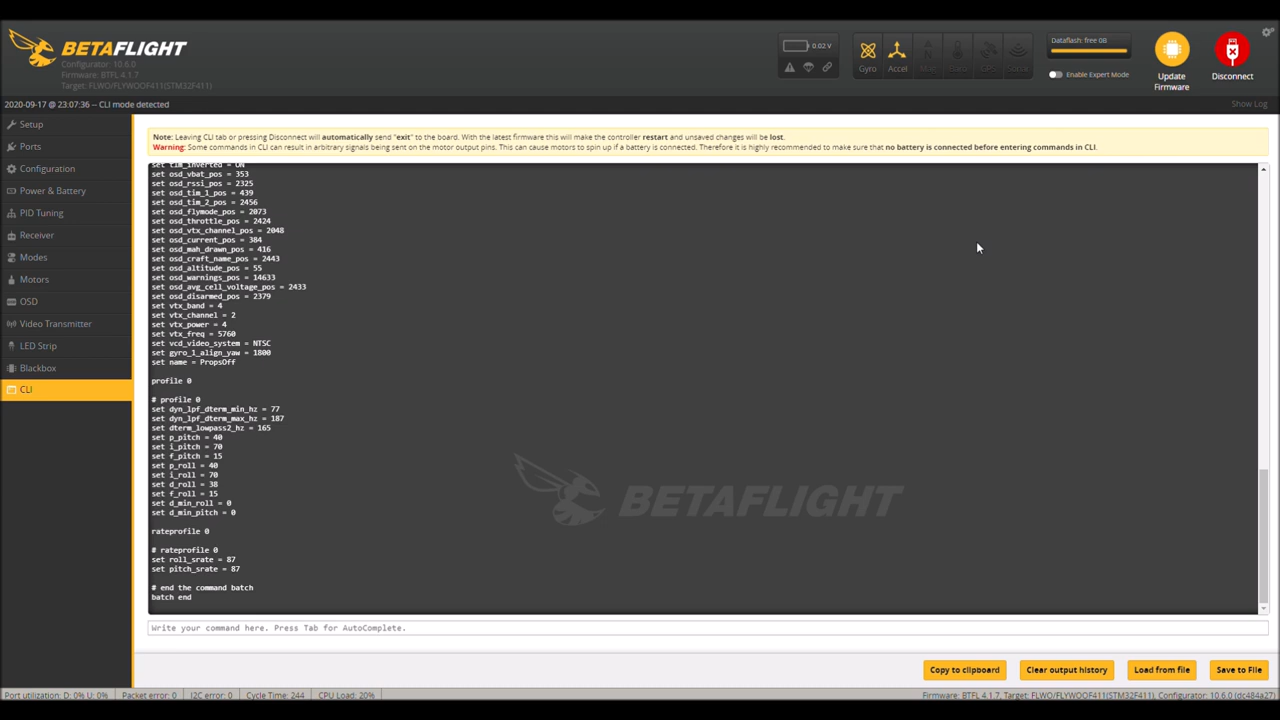 BETAFLIGHT
Configurator: 10.6.0
Firmware: BTFL 4.1.7
Target: FLWO/FLYWOOF411(STM32F411)
0.02 V
Gyro
Accel
Mag
Baro
GPS
Sonar
Dataflash: free 0B
Enable Expert Mode
Update Firmware
Disconnect
2020-09-17 @ 23:07:36 -- CLI mode detected
Show Log
Setup
Ports
Configuration
Power & Battery
PID Tuning
Receiver
Modes
Motors
OSD
Video Transmitter
LED Strip
Blackbox
CLI
Note: Leaving CLI tab or pressing Disconnect will automatically send "exit" to the board. With the latest firmware this will make the controller restart and unsaved changes will be lost.
Warning: Some commands in CLI can result in arbitrary signals being sent on the motor output pins. This can cause motors to spin up if a battery is connected. Therefore it is highly recommended to make sure that no battery is connected before entering commands in CLI.
set tim_inverted = ON
set osd_vbat_pos = 353
set osd_rssi_pos = 2325
set osd_tim_1_pos = 439
set osd_tim_2_pos = 2456
set osd_flymode_pos = 2073
set osd_throttle_pos = 2424
set osd_vtx_channel_pos = 2048
set osd_current_pos = 384
set osd_mah_drawn_pos = 416
set osd_craft_name_pos = 2443
set osd_altitude_pos = 55
set osd_warnings_pos = 14633
set osd_avg_cell_voltage_pos = 2433
set osd_disarmed_pos = 2379
set vtx_band = 4
set vtx_channel = 2
set vtx_power = 4
set vtx_freq = 5760
set vcd_video_system = NTSC
set gyro_1_align_yaw = 1800
set name = PropsOff
profile 0
# profile 0
set dyn_lpf_dterm_min_hz = 77
set dyn_lpf_dterm_max_hz = 187
set dterm_lowpass2_hz = 165
set p_pitch = 40
set i_pitch = 70
set f_pitch = 15
set p_roll = 40
set i_roll = 70
set d_roll = 38
set f_roll = 15
set d_min_roll = 0
set d_min_pitch = 0
rateprofile 0
# rateprofile 0
set roll_srate = 87
set pitch_srate = 87
# end the command batch
batch end
BETAFLIGHT
Write your command here. Press Tab for AutoComplete.
Copy to clipboard
Clear output history
Load from file
Save to File
Port utilization: D: 0% U: 0%
Packet error: 0
I2C error: 0
Cycle Time: 244
CPU Load: 20%
Firmware: BTFL 4.1.7, Target: FLWO/FLYWOOF411(STM32F411), Configurator: 10.6.0 (dc484a27)